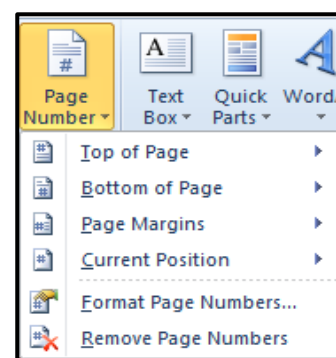 Page Number
Text Box
Quick Parts
Word
Top of Page
Bottom of Page
Page Margins
Current Position
Format Page Numbers...
Remove Page Numbers